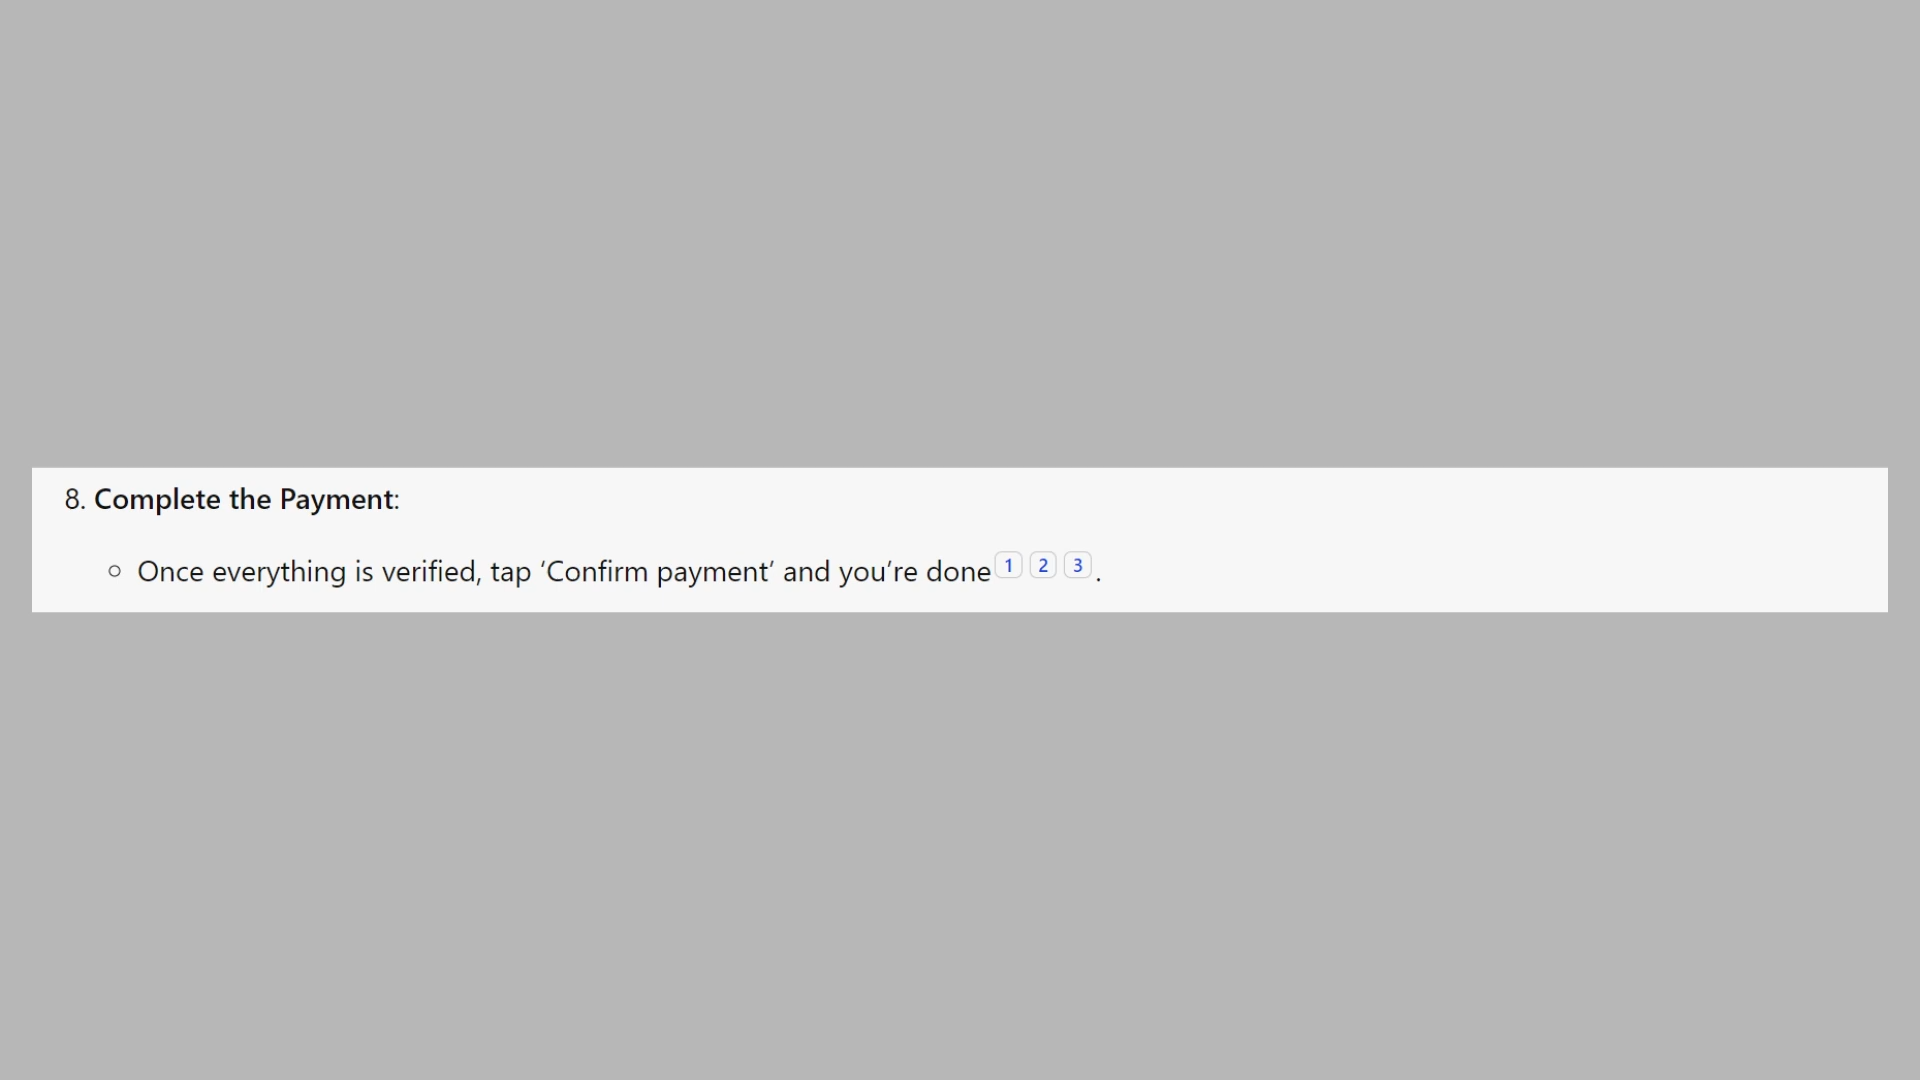 8. Complete the Payment:
○ Once everything is verified, tap ‘Confirm payment’ and you’re done 1 2 3 .